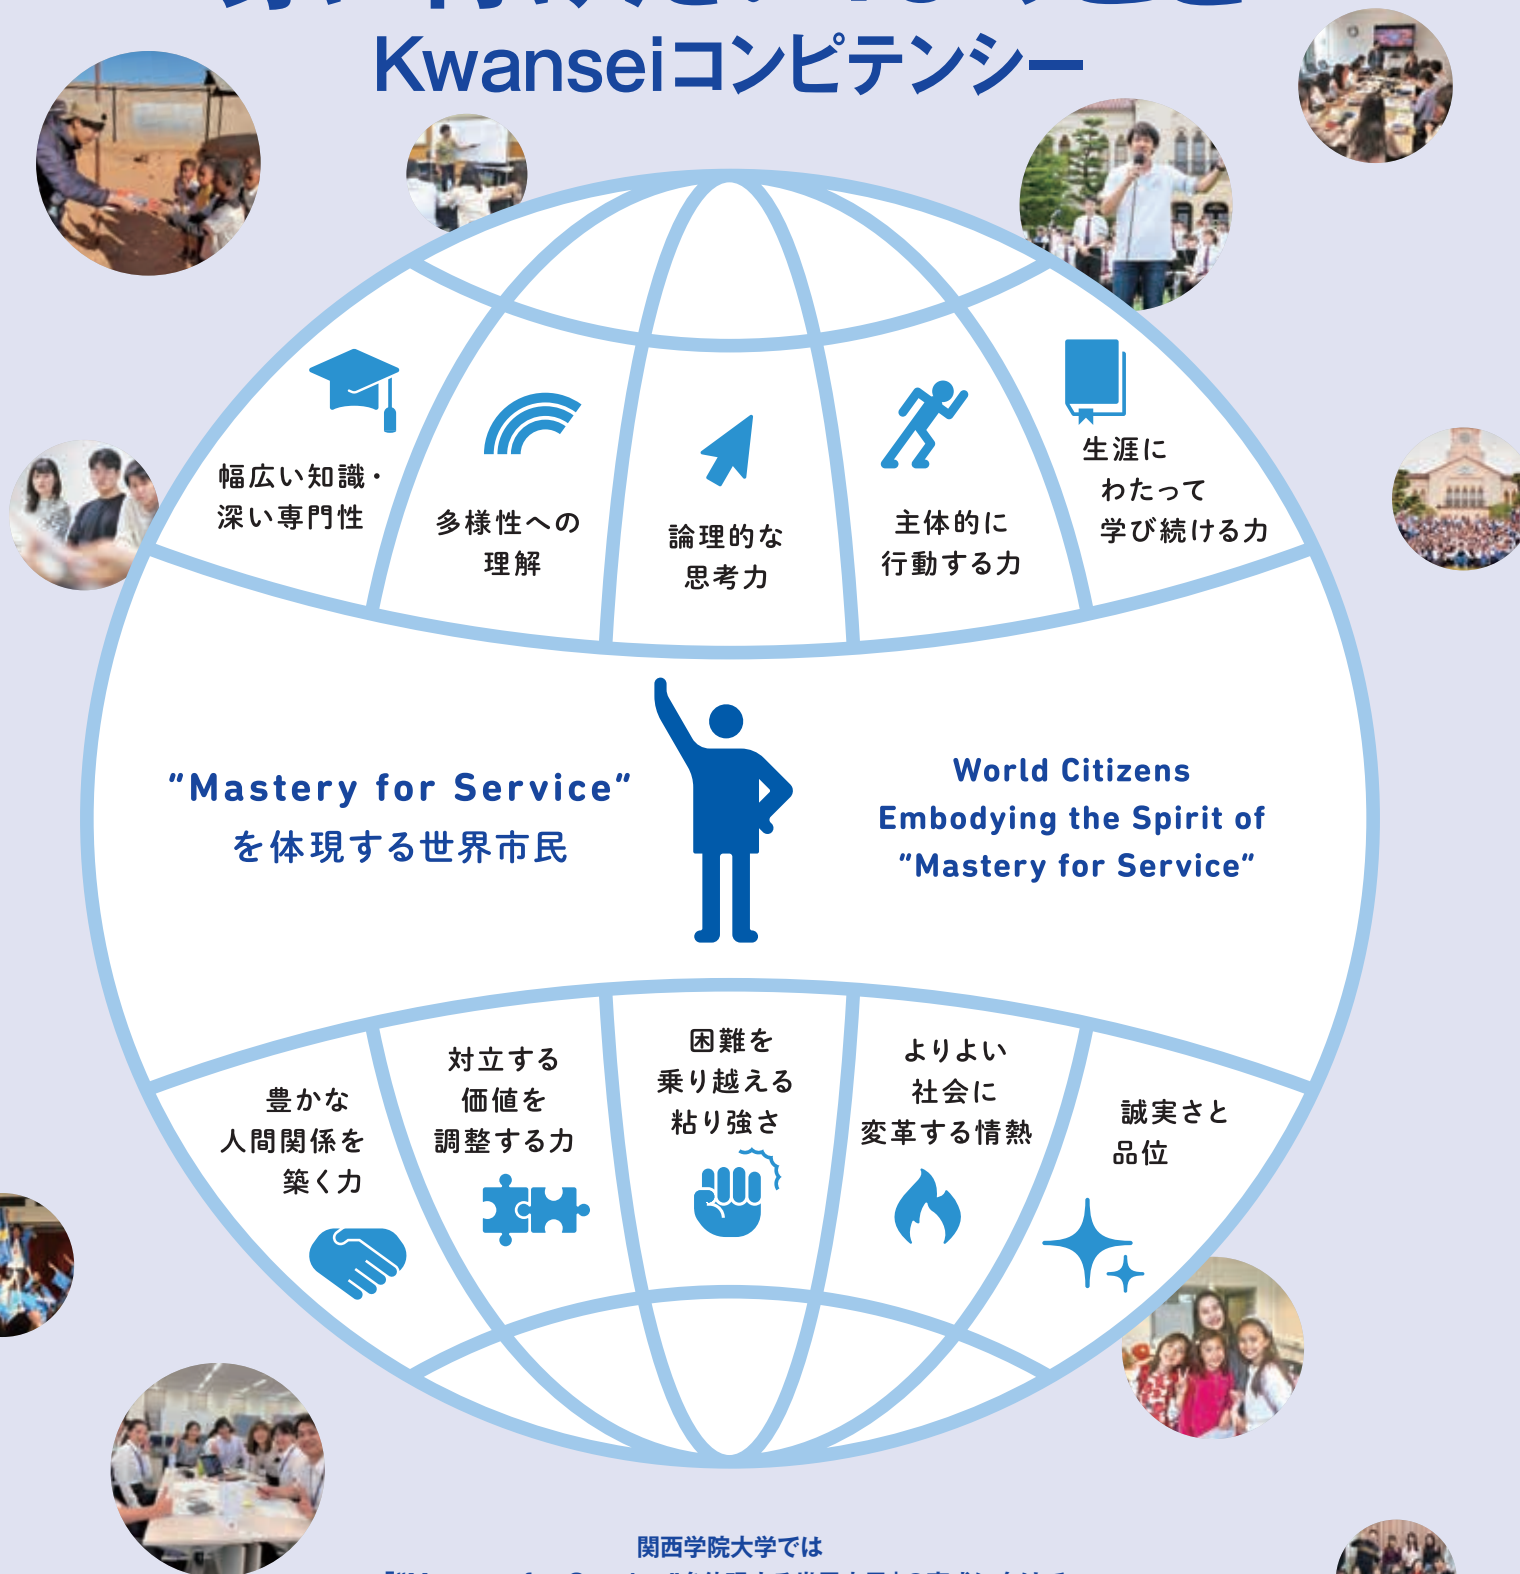 Kwanseiコンピテンシー
幅広い知識・
深い専門性
多様性への
理解
論理的な
思考力
主体的に
行動する力
生涯に
わたって
学び続ける力
"Mastery for Service"
を体現する世界市民
World Citizens
Embodying the Spirit of
"Mastery for Service"
豊かな
人間関係を
築く力
対立する
価値を
調整する力
困難を
乗り越える
粘り強さ
よりよい
社会に
変革する情熱
誠実さと
品位
関西学院大学では